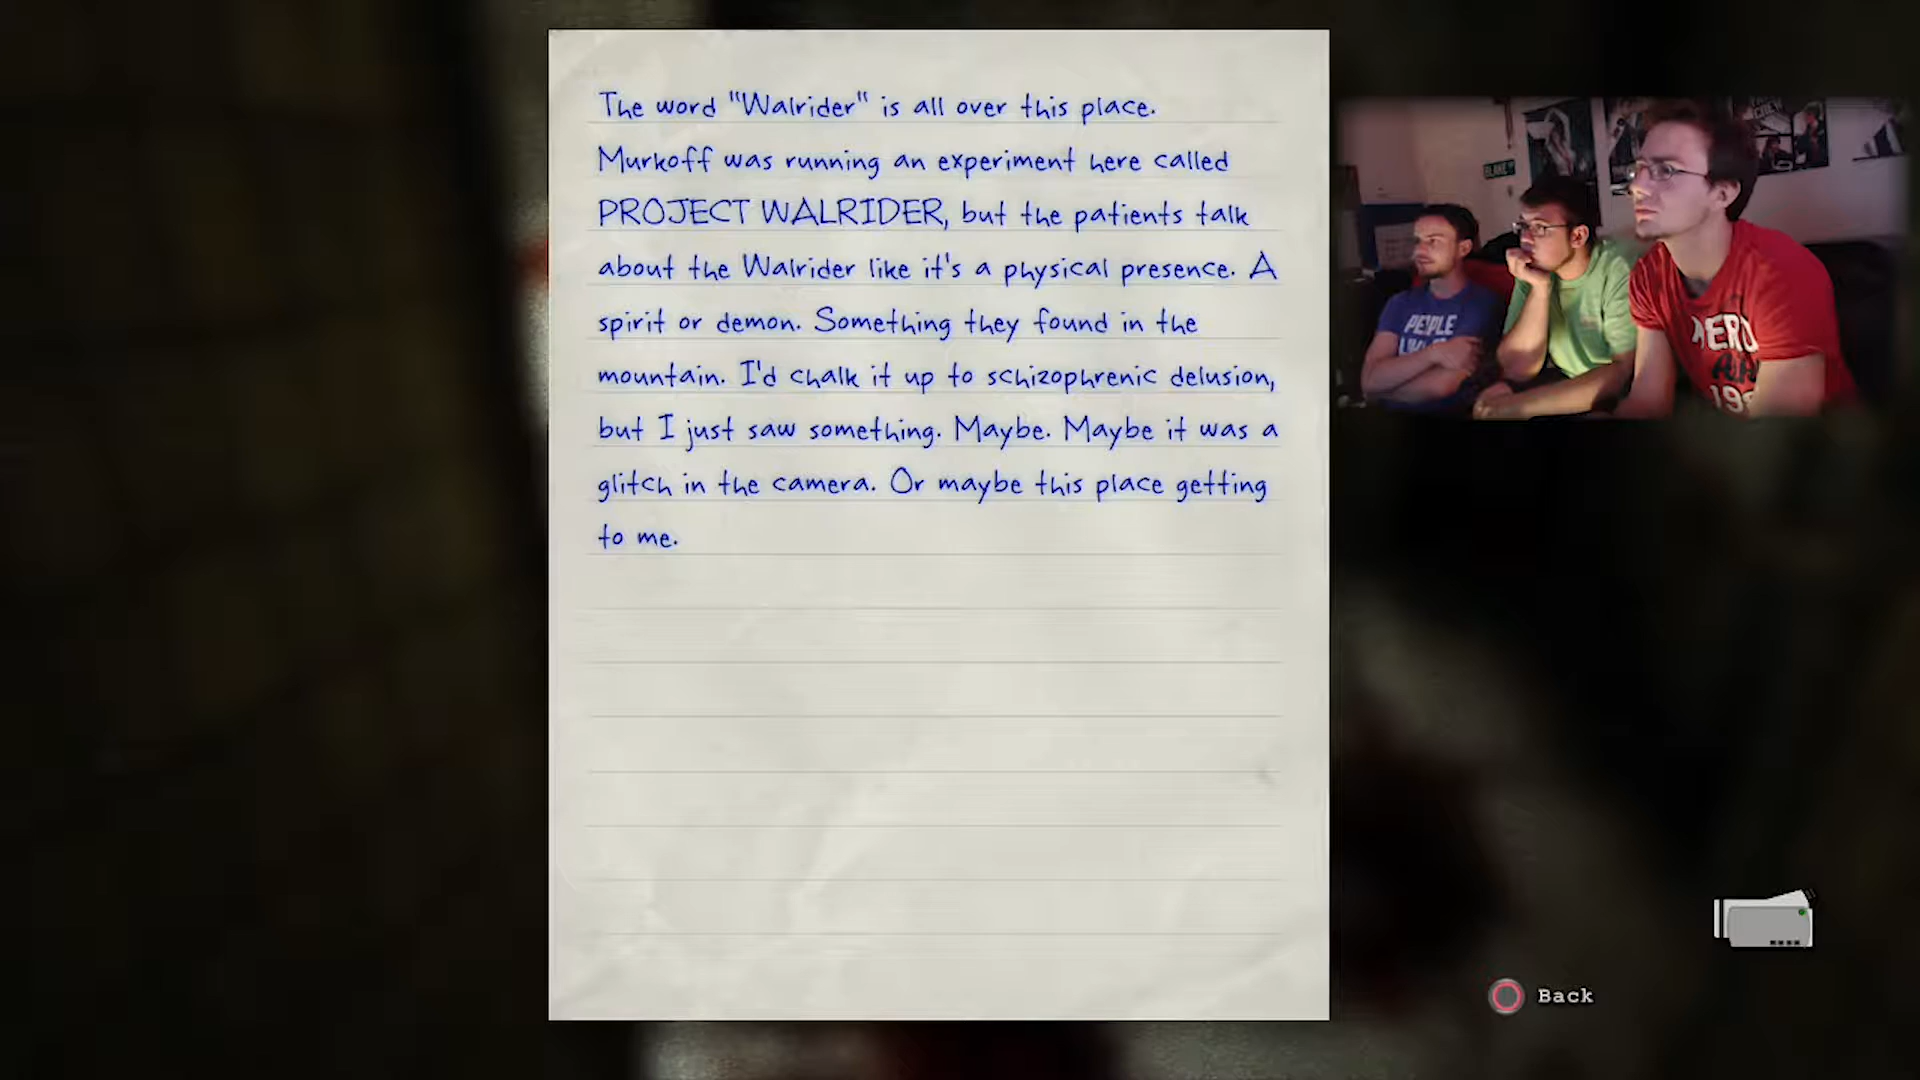 The word "Walrider" is all over this place.
Murkoff was running an experiment here called
PROJECT WALRIDER, but the patients talk
about the Walrider like it's a physical presence. A
spirit or demon. Something they found in the
mountain. I'd chalk it up to schizophrenic delusion,
but I just saw something. Maybe. Maybe it was a
glitch in the camera. Or maybe this place getting
to me.
PEOPLE
Back